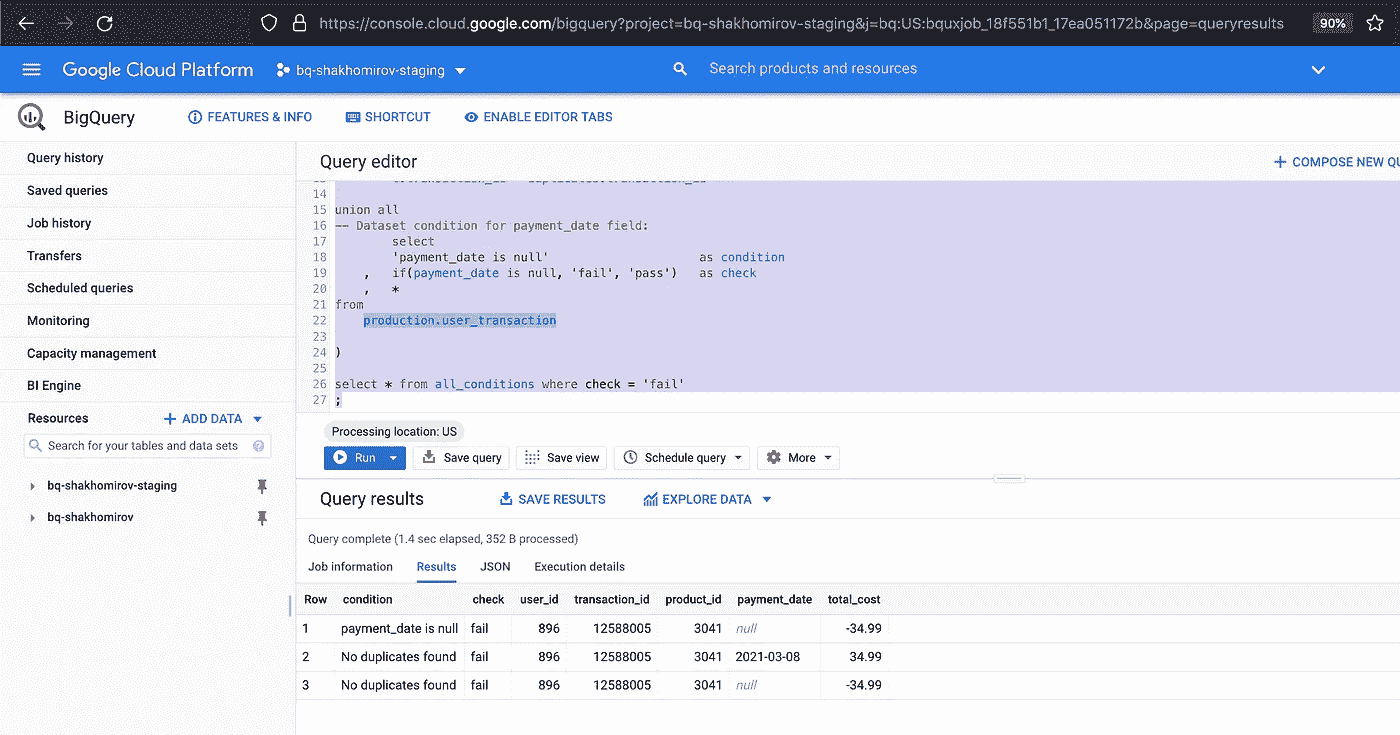 https://console.cloud.google.com/bigquery?project=bq-shakhomirov-staging&j=bq:US:bquxjob_18f551b1_17ea051172b&page=queryresults 90%
Google Cloud Platform bq-shakhomirov-staging Search products and resources
BigQuery FEATURES & INFO SHORTCUT ENABLE EDITOR TABS
Query history
Saved queries
Job history
Transfers
Scheduled queries
Monitoring
Capacity management
BI Engine
Resources ADD DATA
Search for your tables and data sets
bq-shakhomirov-staging
bq-shakhomirov
Query editor COMPOSE NEW QU
14
15 union all
16 -- Dataset condition for payment_date field:
17 select
18 'payment_date is null' as condition
19 , if(payment_date is null, 'fail', 'pass') as check
20 , *
21 from
22 production.user_transaction
23
24 )
25
26 select * from all_conditions where check = 'fail'
27 ;
Processing location: US
Run Save query Save view Schedule query More
Query results SAVE RESULTS EXPLORE DATA
Query complete (1.4 sec elapsed, 352 B processed)
Job information Results JSON Execution details
Row condition check user_id transaction_id product_id payment_date total_cost
1 payment_date is null fail 896 12588005 3041 null -34.99
2 No duplicates found fail 896 12588005 3041 2021-03-08 34.99
3 No duplicates found fail 896 12588005 3041 null -34.99